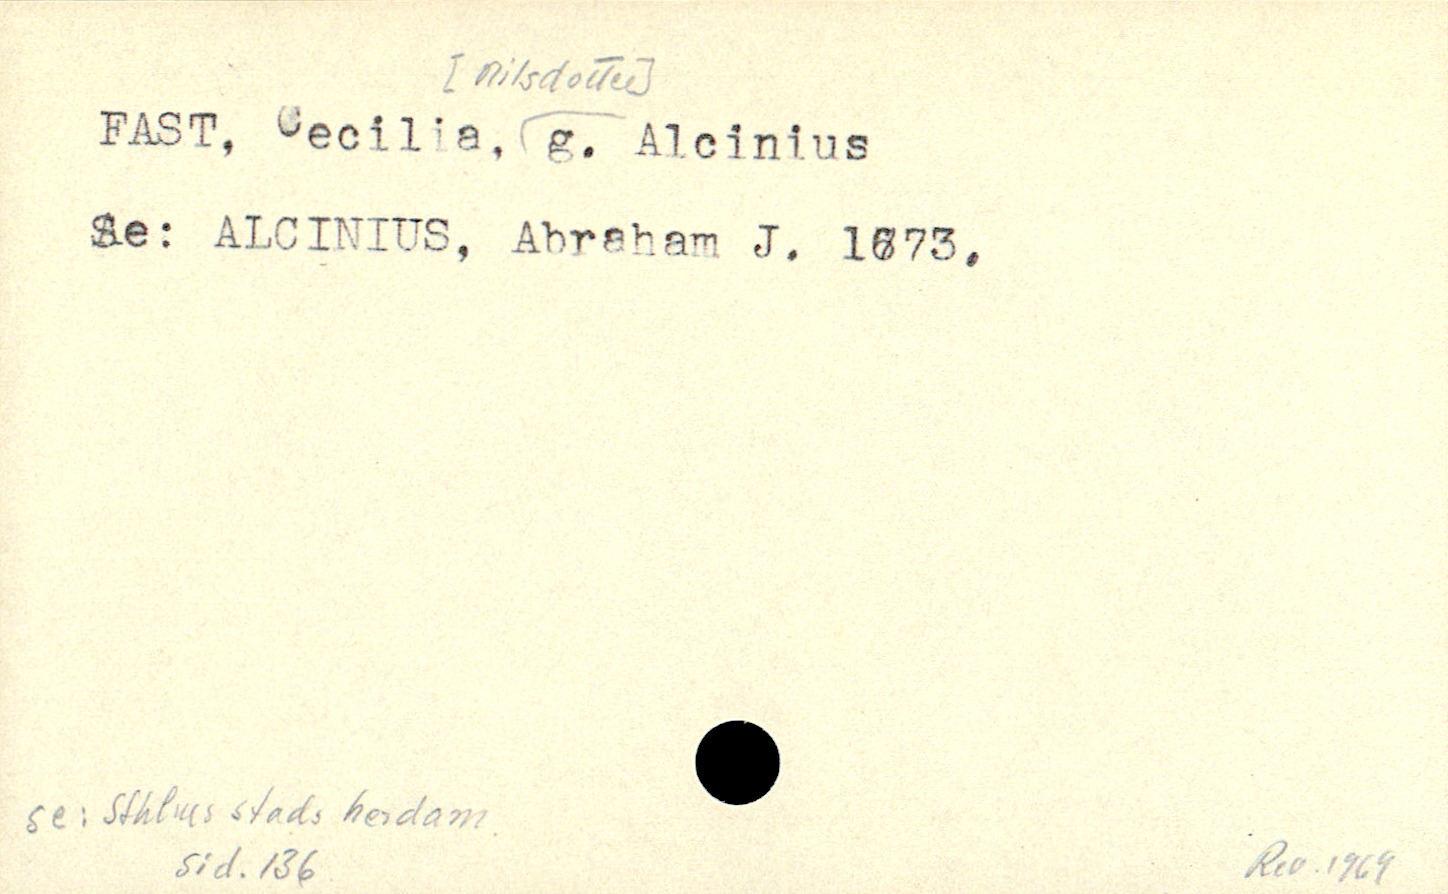 [Nilsdotter]
FAST, Cecilia, g. Alcinius
Se: ALCINIUS, Abraham J. 1673.
se: Sthlms stads herdam.
sid. 136
Rev. 1969